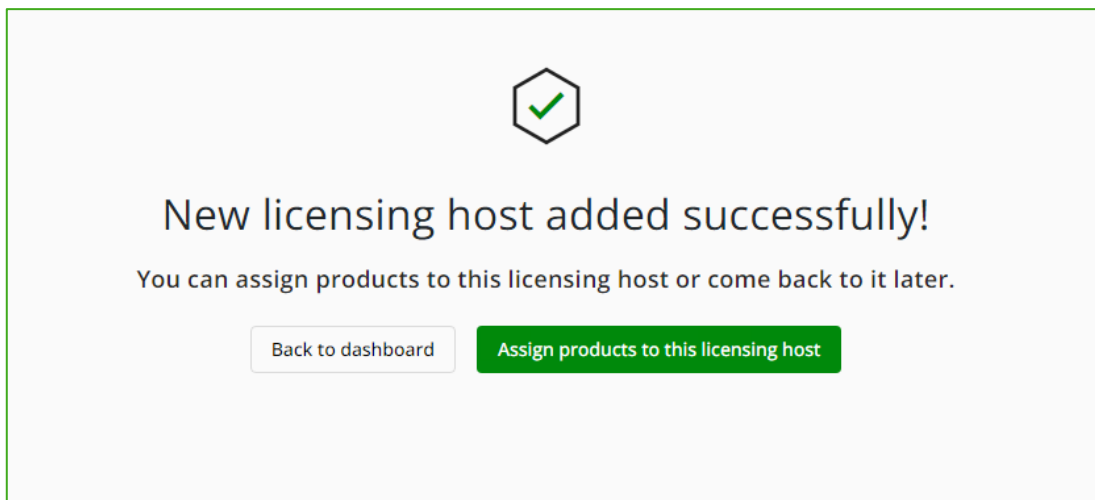 New licensing host added successfully!
You can assign products to this licensing host or come back to it later.
Back to dashboard
Assign products to this licensing host